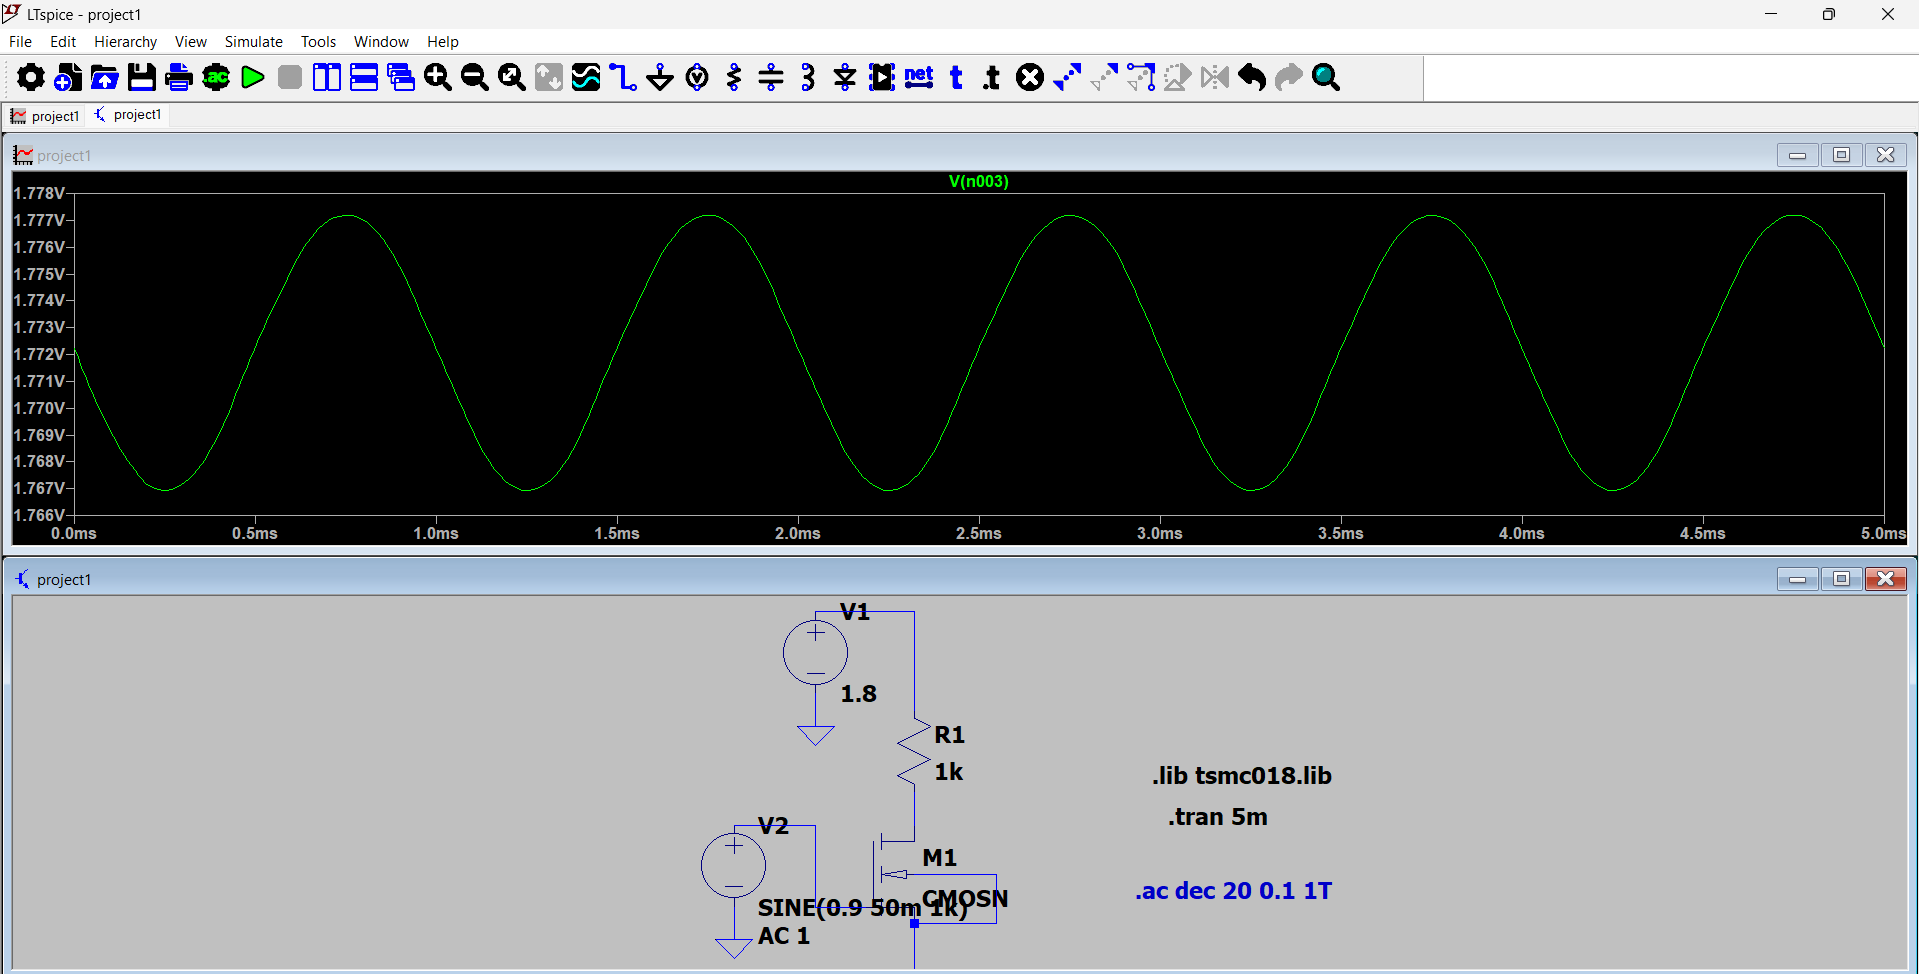 LTspice - project1
File Edit Hierarchy View Simulate Tools Window Help
.ac net t .t
project1 project1
project1
V(n003)
1.778V
1.777V
1.776V
1.775V
1.774V
1.773V
1.772V
1.771V
1.770V
1.769V
1.768V
1.767V
1.766V
0.0ms 0.5ms 1.0ms 1.5ms 2.0ms 2.5ms 3.0ms 3.5ms 4.0ms 4.5ms 5.0ms
project1
V1
1.8
R1
1k
.lib tsmc018.lib
.tran 5m
V2
M1
CMOSN
SINE(0.9 50m 1k)
AC 1
.ac dec 20 0.1 1T